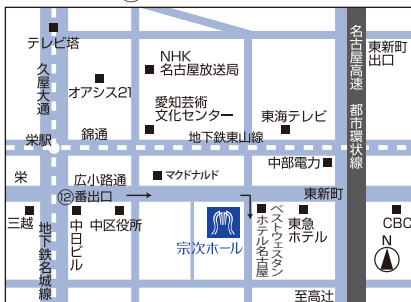 テレビ塔
久屋大通
オアシス21
NHK
名古屋放送局
愛知芸術
文化センター
名古屋高速 都市環状線
東新町
出口
東海テレビ
栄駅
錦通
地下鉄東山線
中部電力
栄
広小路通
マクドナルド
東新町
⑫番出口
三越
地下鉄名城線
中日ビル
中区役所
宗次ホール
ベストウェスタン
ホテル名古屋
東急
ホテル
CBC
N
至高辻